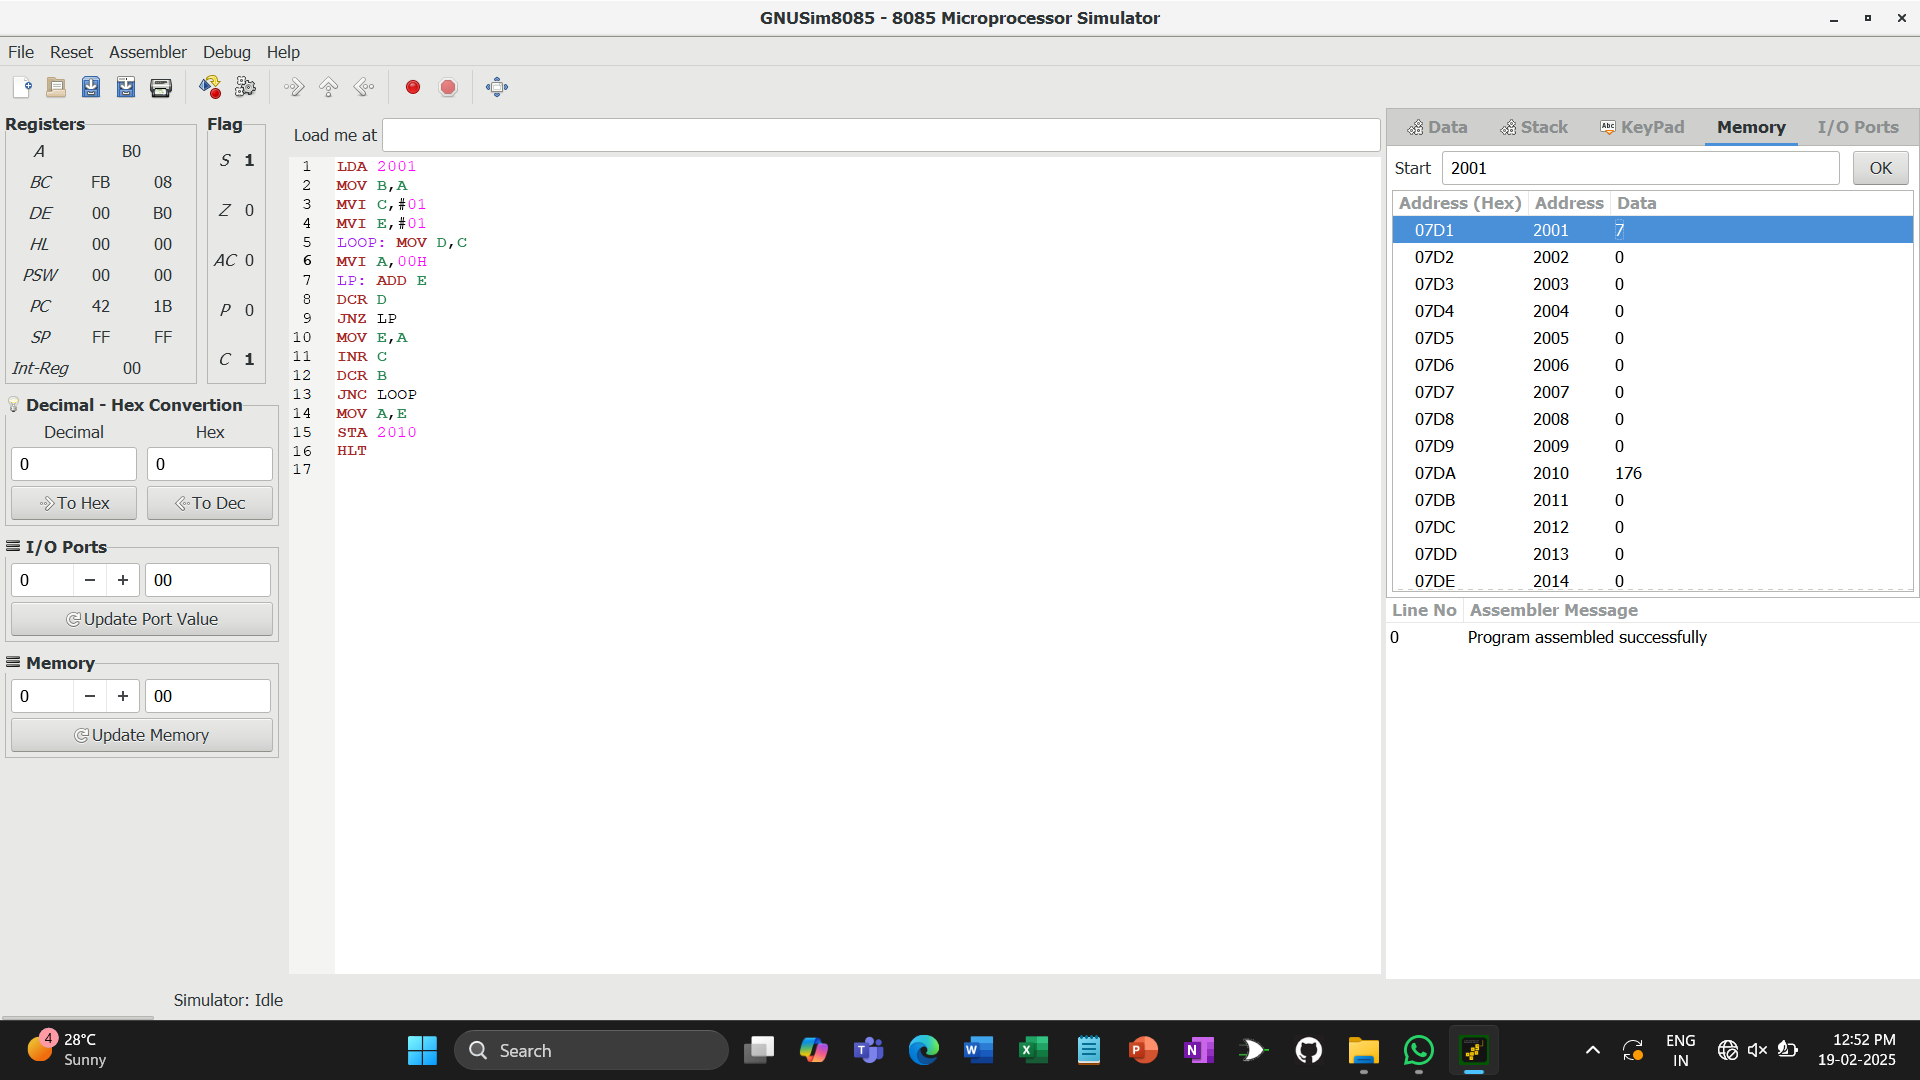 GNUSim8085 - 8085 Microprocessor Simulator
File Reset Assembler Debug Help
Registers
A B0
BC FB 08
DE 00 B0
HL 00 00
PSW 00 00
PC 42 1B
SP FF FF
Int-Reg 00
Flag
S 1
Z 0
AC 0
P 0
C 1
Decimal - Hex Convertion
Decimal Hex
0 0
To Hex To Dec
I/O Ports
0 − + 00
Update Port Value
Memory
0 − + 00
Update Memory
Load me at
1 LDA 2001
2 MOV B,A
3 MVI C,#01
4 MVI E,#01
5 LOOP: MOV D,C
6 MVI A,00H
7 LP: ADD E
8 DCR D
9 JNZ LP
10 MOV E,A
11 INR C
12 DCR B
13 JNC LOOP
14 MOV A,E
15 STA 2010
16 HLT
17
Data Stack Abc KeyPad Memory I/O Ports
Start 2001 OK
Address (Hex) Address Data
07D1 2001 7
07D2 2002 0
07D3 2003 0
07D4 2004 0
07D5 2005 0
07D6 2006 0
07D7 2007 0
07D8 2008 0
07D9 2009 0
07DA 2010 176
07DB 2011 0
07DC 2012 0
07DD 2013 0
07DE 2014 0
Line No Assembler Message
0 Program assembled successfully
Simulator: Idle
4 28°C
Sunny
Search
ENG
IN
12:52 PM
19-02-2025